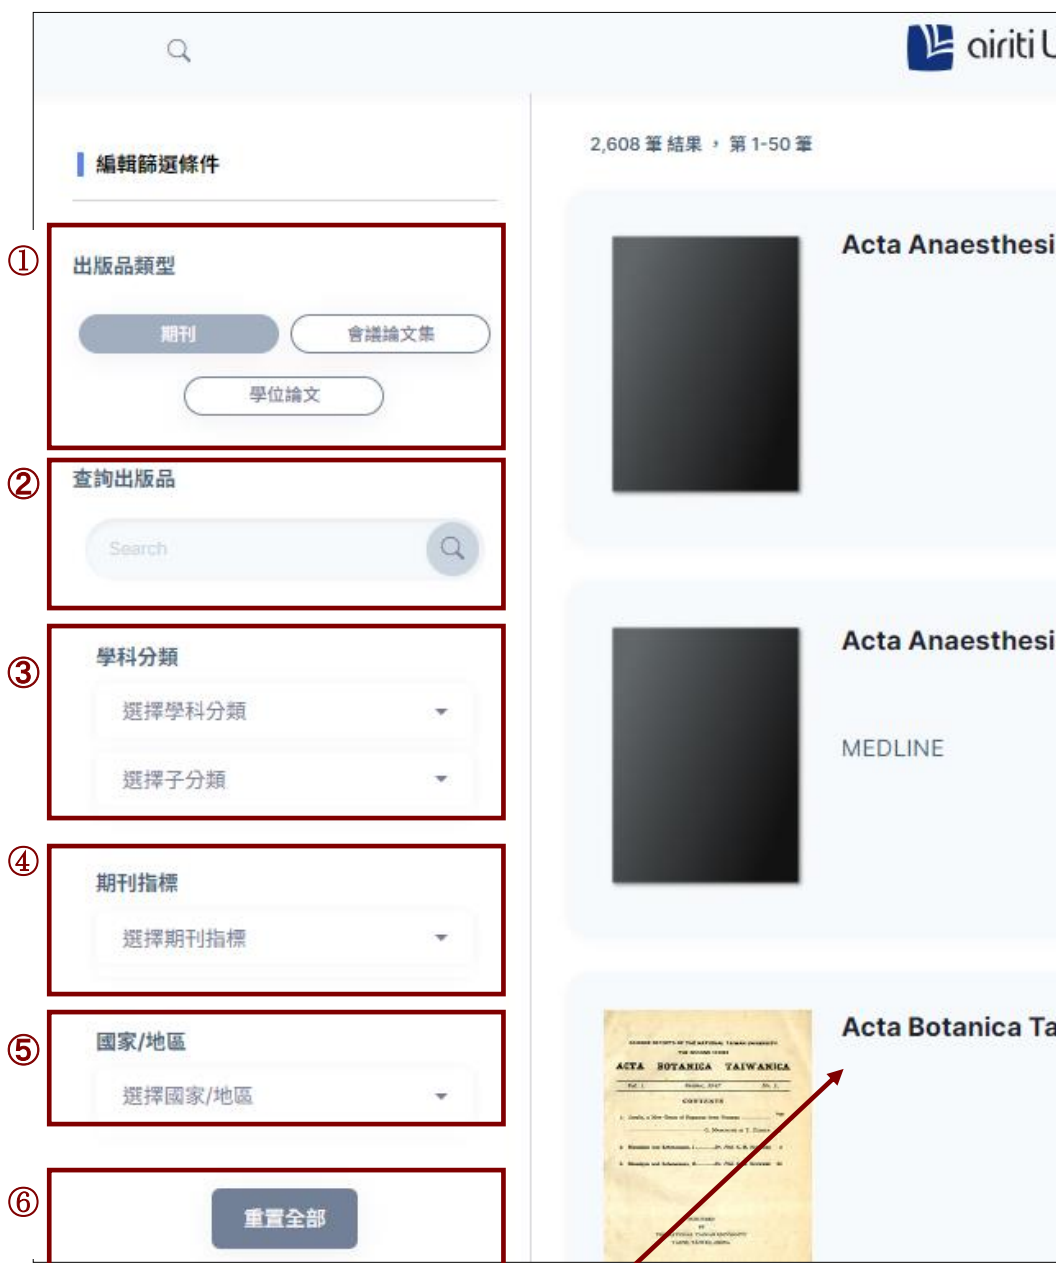 airiti L
編輯篩選條件
①
出版品類型
期刊
會議論文集
學位論文
②
查詢出版品
Search
③
學科分類
選擇學科分類
選擇子分類
④
期刊指標
選擇期刊指標
⑤
國家/地區
選擇國家/地區
⑥
重置全部
2,608 筆 結果 ， 第 1-50 筆
Acta Anaesthesi
Acta Anaesthesi
MEDLINE
Acta Botanica Ta
ACTA BOTANICA TAIWANICA
CONTENTS